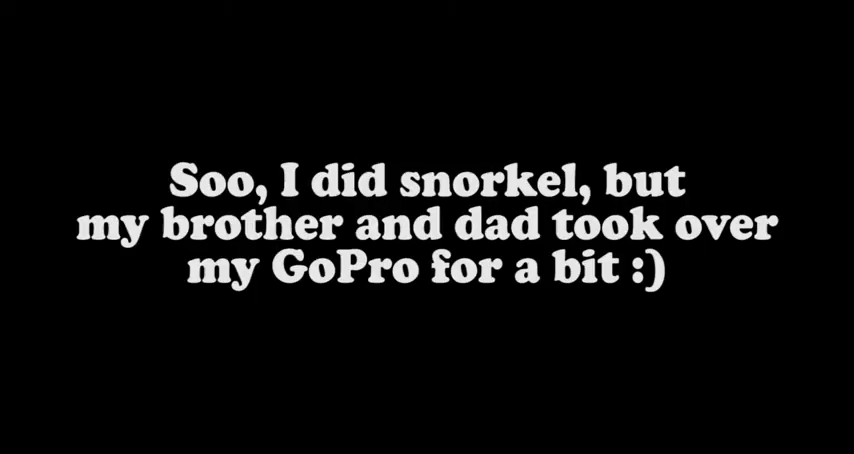 Soo, I did snorkel, but
my brother and dad took over
my GoPro for a bit :)